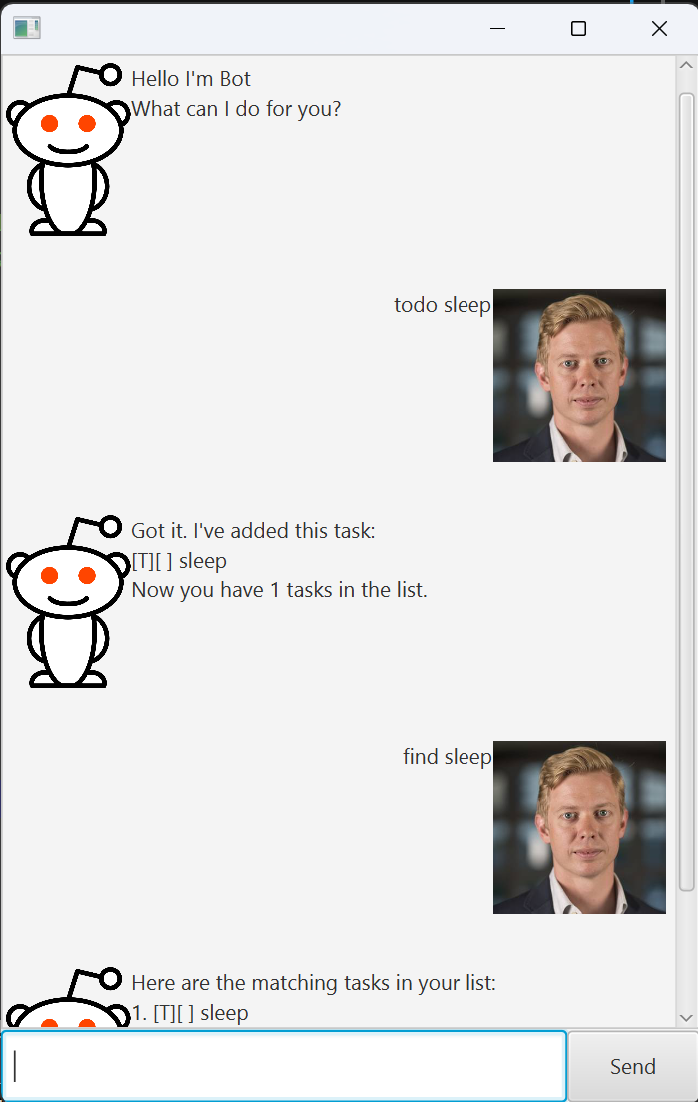 Hello I'm Bot
What can I do for you?
todo sleep
Got it. I've added this task:
[T][ ] sleep
Now you have 1 tasks in the list.
find sleep
Here are the matching tasks in your list:
1. [T][ ] sleep
Send